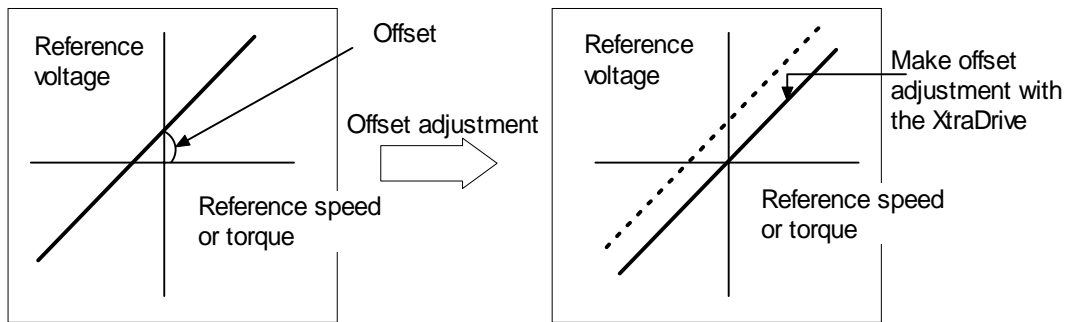 Reference
voltage
Offset
Reference speed
or torque
Offset adjustment
Reference
voltage
Make offset
adjustment with
the XtraDrive
Reference speed
or torque